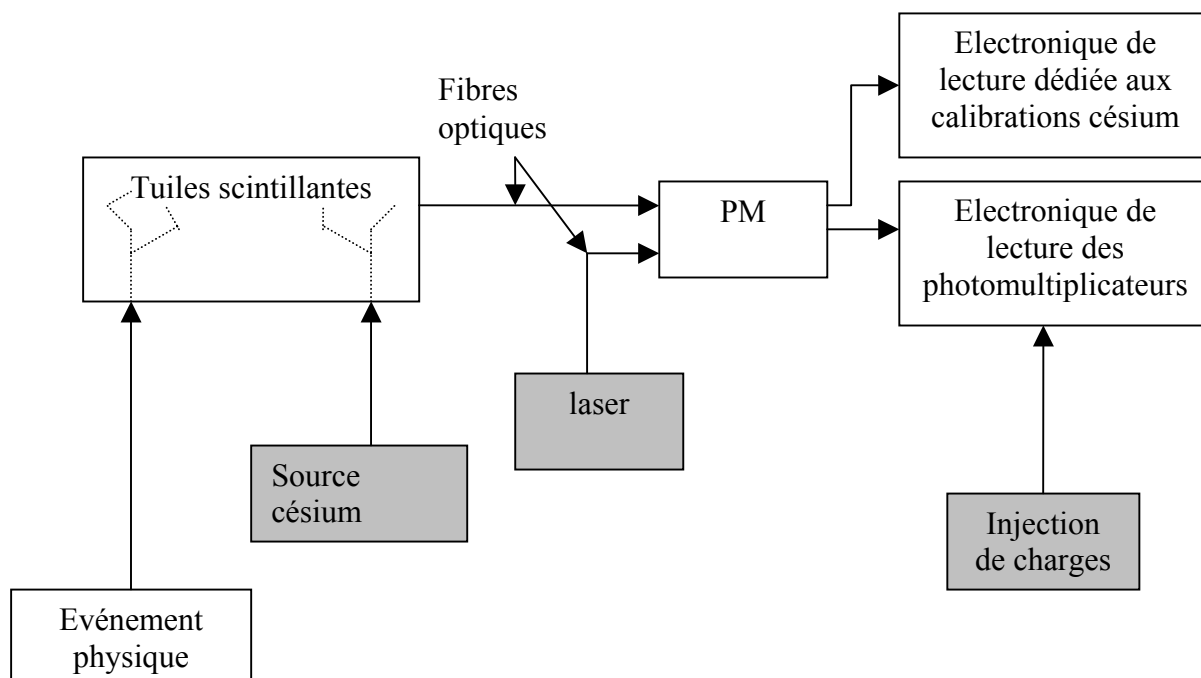 Electronique de
lecture dédiée aux
calibrations césium
Fibres
optiques
Tuiles scintillantes
PM
Electronique de
lecture des
photomultiplicateurs
laser
Source
césium
Injection
de charges
Evénement
physique